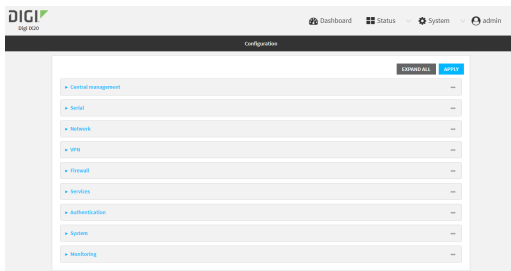 DIGI
Digi IX20
Dashboard
Status
System
admin
Configuration
EXPAND ALL
APPLY
Central management
Serial
Network
VPN
Firewall
Services
Authentication
System
Monitoring